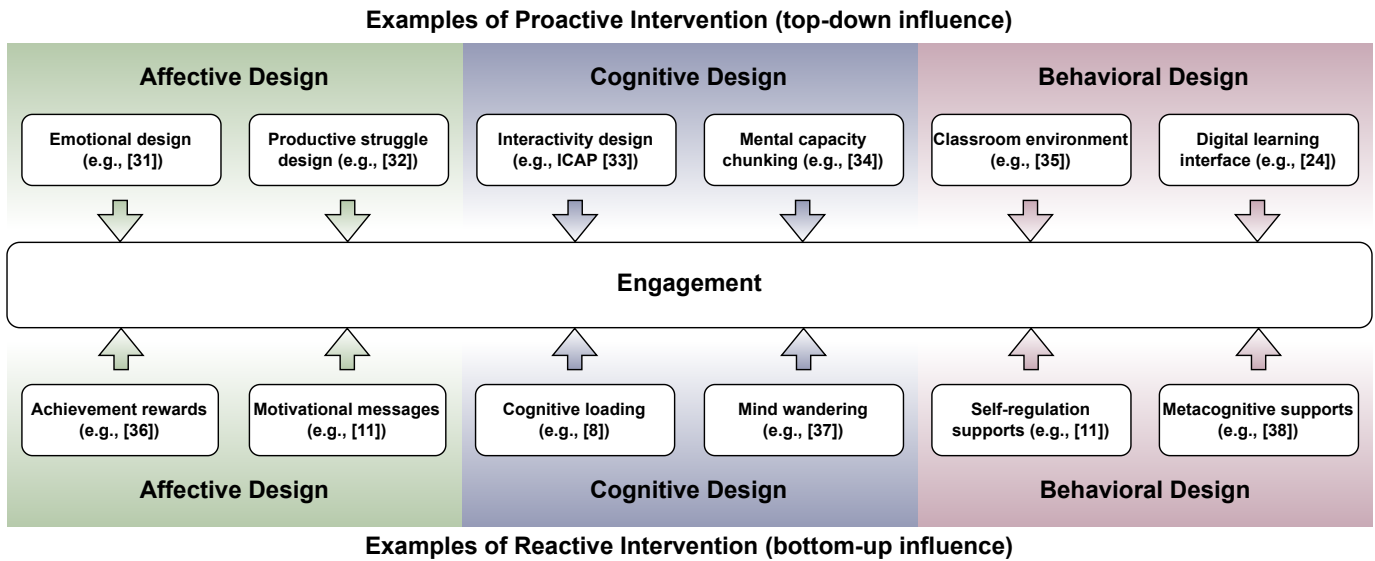 Examples of Proactive Intervention (top-down influence)
Affective Design
Cognitive Design
Behavioral Design
Emotional design
(e.g., [31])
Productive struggle
design (e.g., [32])
Interactivity design
(e.g., ICAP [33])
Mental capacity
chunking (e.g., [34])
Classroom environment
(e.g., [35])
Digital learning
interface (e.g., [24])
Engagement
Achievement rewards
(e.g., [36])
Motivational messages
(e.g., [11])
Cognitive loading
(e.g., [8])
Mind wandering
(e.g., [37])
Self-regulation
supports (e.g., [11])
Metacognitive supports
(e.g., [38])
Affective Design
Cognitive Design
Behavioral Design
Examples of Reactive Intervention (bottom-up influence)